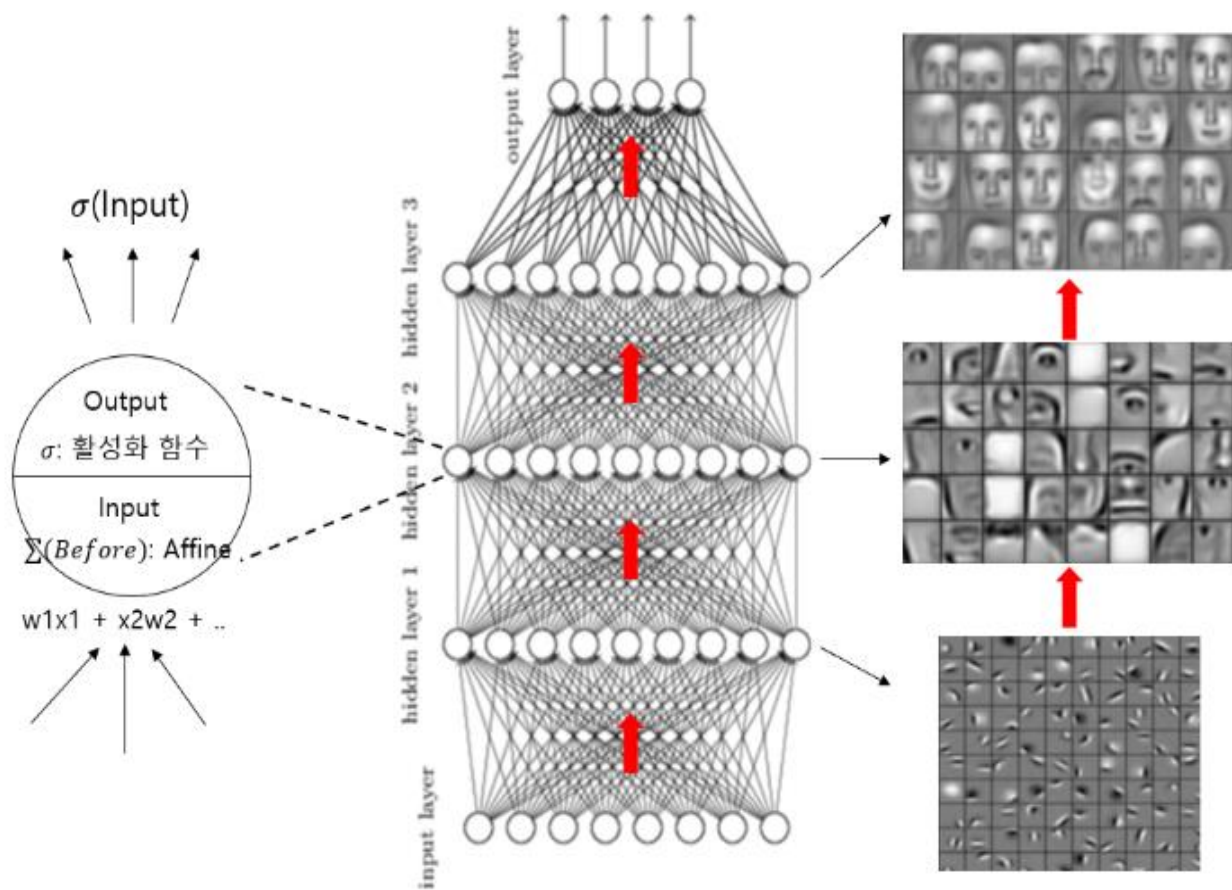 σ(Input)
Output
σ: 활성화 함수
Input
∑(Before): Affine
w1x1 + x2w2 + ..
output layer
hidden layer 3
hidden layer 2
hidden layer 1
input layer